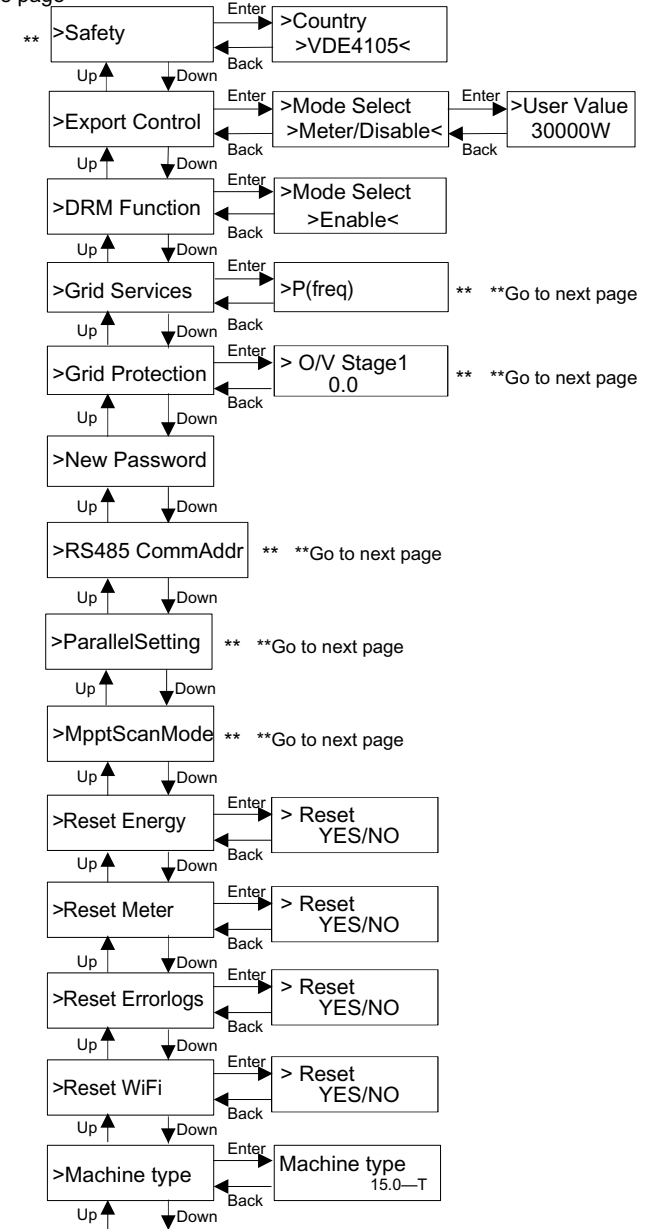 page
** >Safety Enter >Country
>VDE4105<
Back
Up Down
>Export Control Enter >Mode Select Enter >User Value
>Meter/Disable< 30000W
Back Back
Up Down
>DRM Function Enter >Mode Select
>Enable<
Back
Up Down
>Grid Services Enter >P(freq) ** **Go to next page
Back
Up Down
>Grid Protection Enter > O/V Stage1 ** **Go to next page
0.0
Back
Up Down
>New Password
Up Down
>RS485 CommAddr ** **Go to next page
Up Down
>ParallelSetting ** **Go to next page
Up Down
>MpptScanMode ** **Go to next page
Up Down
>Reset Energy Enter > Reset
YES/NO
Back
Up Down
>Reset Meter Enter > Reset
YES/NO
Back
Up Down
>Reset Errorlogs Enter > Reset
YES/NO
Back
Up Down
>Reset WiFi Enter > Reset
YES/NO
Back
Up Down
>Machine type Enter Machine type
15.0—T
Back
Up Down